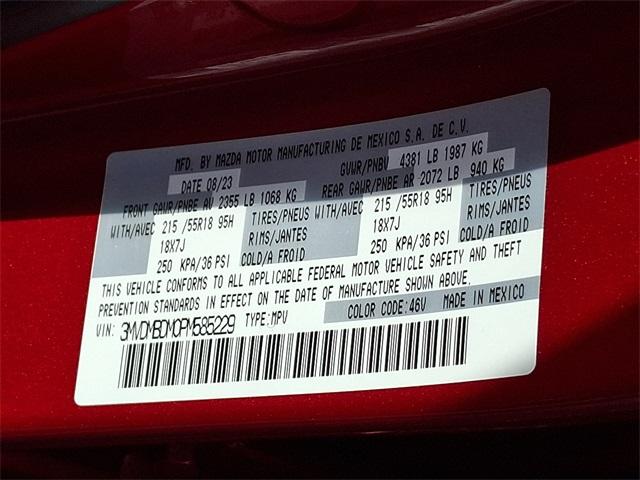 MFD. BY MAZDA MOTOR MANUFACTURING DE MEXICO S.A. DE C.V.
DATE 08/23 GVWR/PNBV 4381 LB 1987 KG
FRONT GAWR/PNBE AV 2355 LB 1068 KG REAR GAWR/PNBE AR 2072 LB 940 KG
WITH/AVEC 215 /55R18 95H TIRES/PNEUS WITH/AVEC 215 /55R18 95H TIRES/PNEUS
18X7J RIMS/JANTES 18X7J RIMS/JANTES
250 KPA/36 PSI COLD/A FROID 250 KPA/36 PSI COLD/A FROID
THIS VEHICLE CONFORMS TO ALL APPLICABLE FEDERAL MOTOR VEHICLE SAFETY AND THEFT
PREVENTION STANDARDS IN EFFECT ON THE DATE OF MANUFACTURE SHOWN ABOVE.
VIN: 3MVDMBDM0PM585229 TYPE:MPV COLOR CODE:46V MADE IN MEXICO